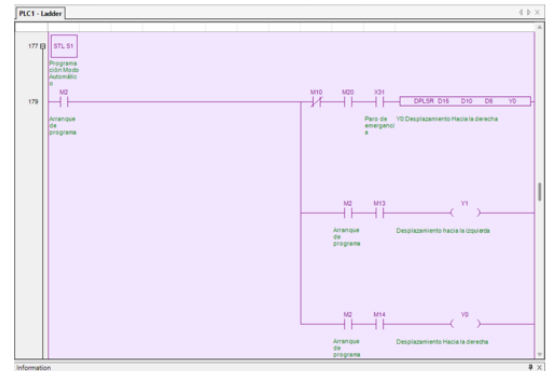 PLC1 - Ladder
177
STL S1
Programa
ción Modo
Automátic
o
179
M2
M10
M20
X31
DPLSR D16 D10 D6 Y0
Arranque
de
programa
Paro de
emergenci
a
Y0:Desplazamiento Hacia la derecha
M2
M13
Y1
Arranque
de
programa
Desplazamiento hacia la izquierda
M2
M14
Y0
Arranque
de
programa
Desplazamiento Hacia la derecha
Information